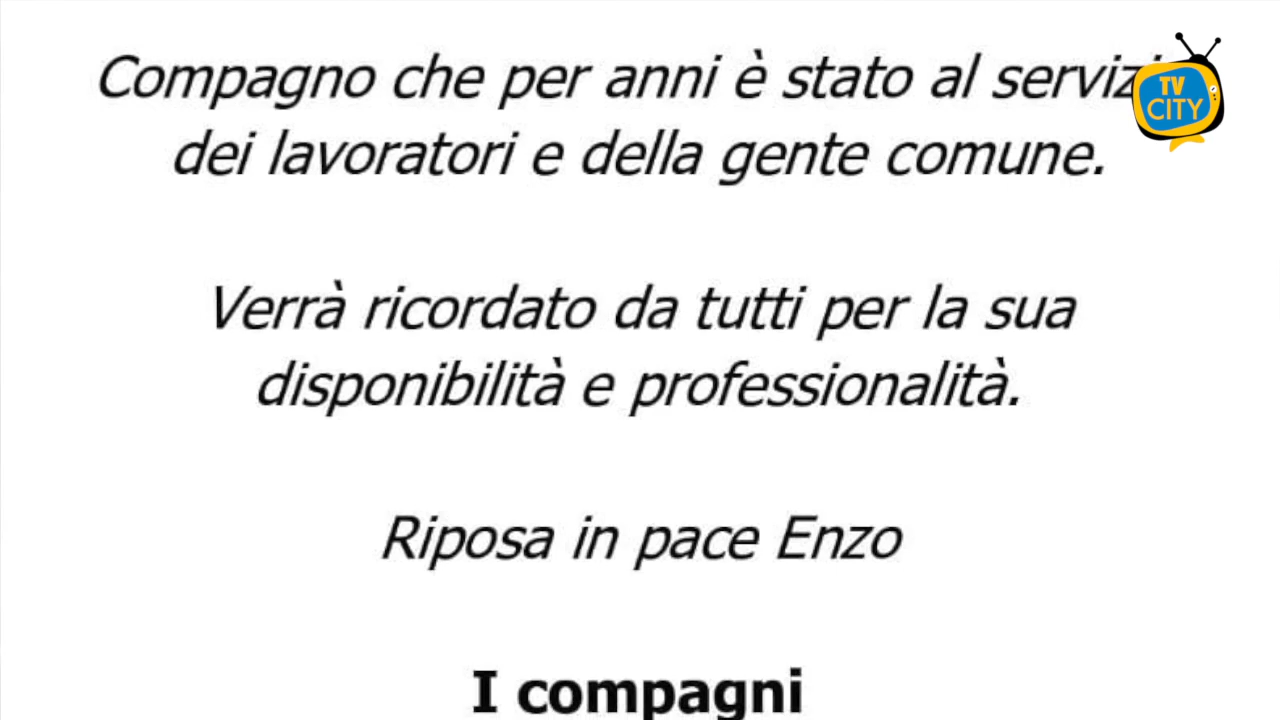 Compagno che per anni è stato al servizi
dei lavoratori e della gente comune.
Verrà ricordato da tutti per la sua
disponibilità e professionalità.
Riposa in pace Enzo
I compagni
TV
CITY